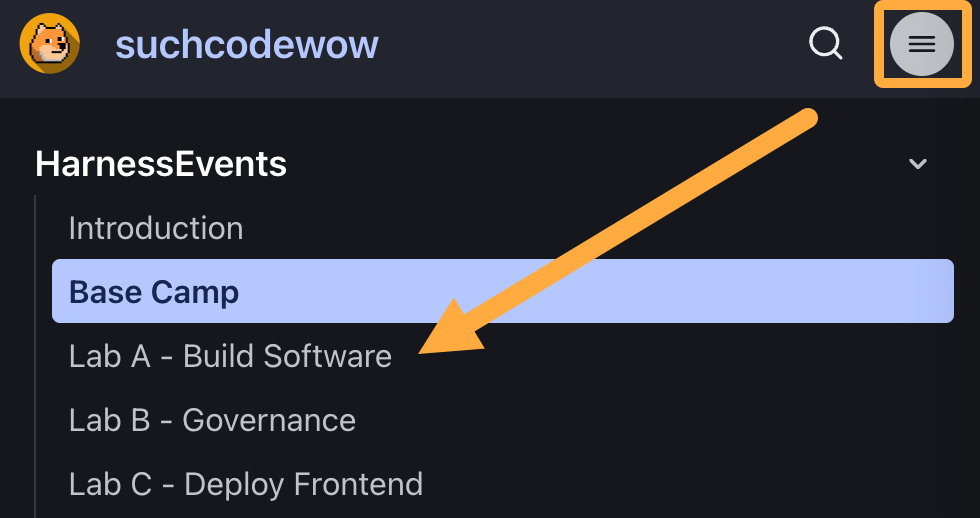 suchcodewow
HarnessEvents
Introduction
Base Camp
Lab A - Build Software
Lab B - Governance
Lab C - Deploy Frontend